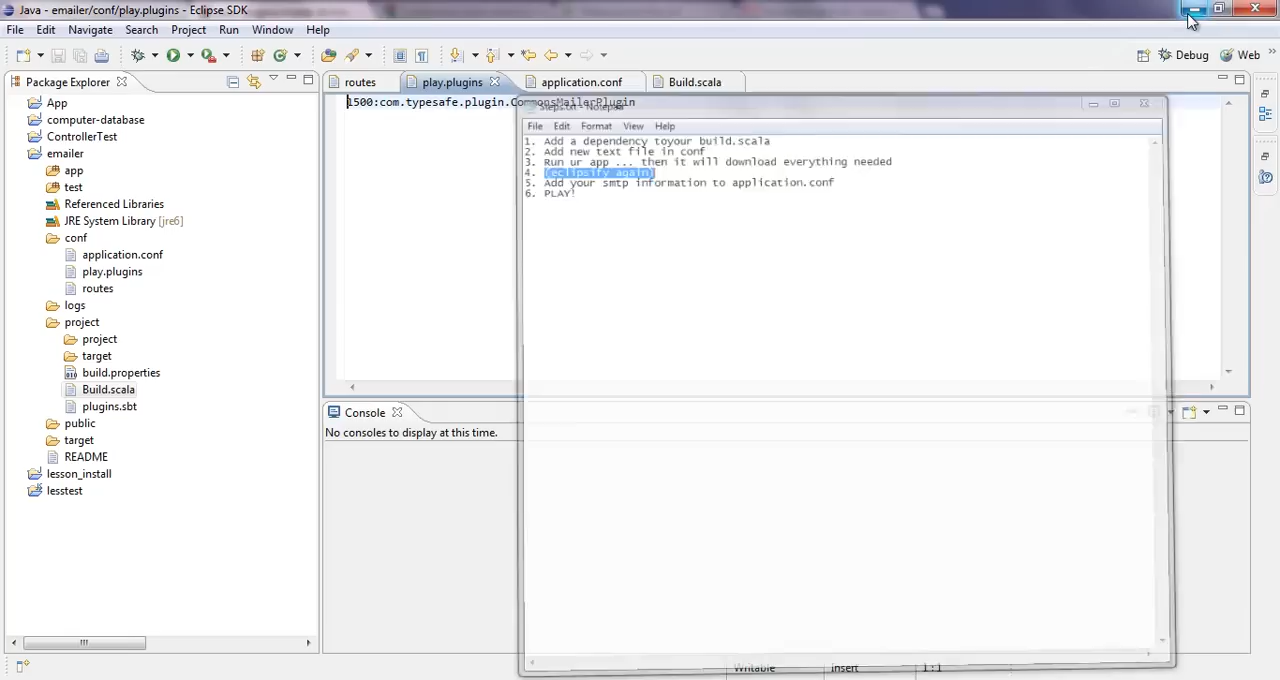 Java - emailer/conf/play.plugins - Eclipse SDK
File Edit Navigate Search Project Run Window Help
Debug Web
Package Explorer
routes play.plugins application.conf Build.scala
App
computer-database
ControllerTest
emailer
app
test
Referenced Libraries
JRE System Library [jre6]
conf
application.conf
play.plugins
routes
logs
project
project
target
build.properties
Build.scala
plugins.sbt
public
target
README
lesson_install
lesstest
1500:com.typesafe.plugin.CommonsMailerPlugin
Steps.txt - Notepad
File Edit Format View Help
1. Add a dependency toyour build.scala
2. Add new text file in conf
3. Run ur app ... then it will download everything needed
4. (eclipsify again)
5. Add your smtp information to application.conf
6. PLAY!
Console
No consoles to display at this time.
Writable Insert 1 : 1